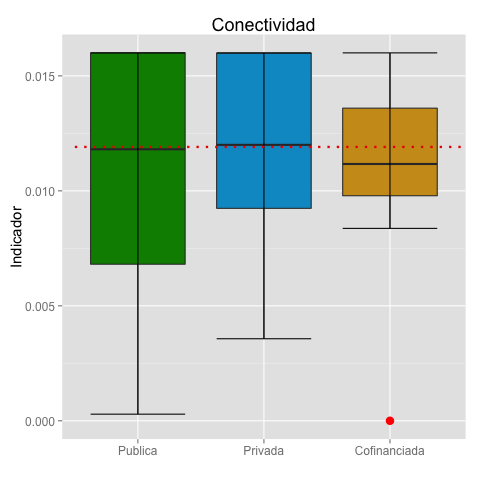 Conectividad
Indicador
0.015
0.010
0.005
0.000
Publica
Privada
Cofinanciada